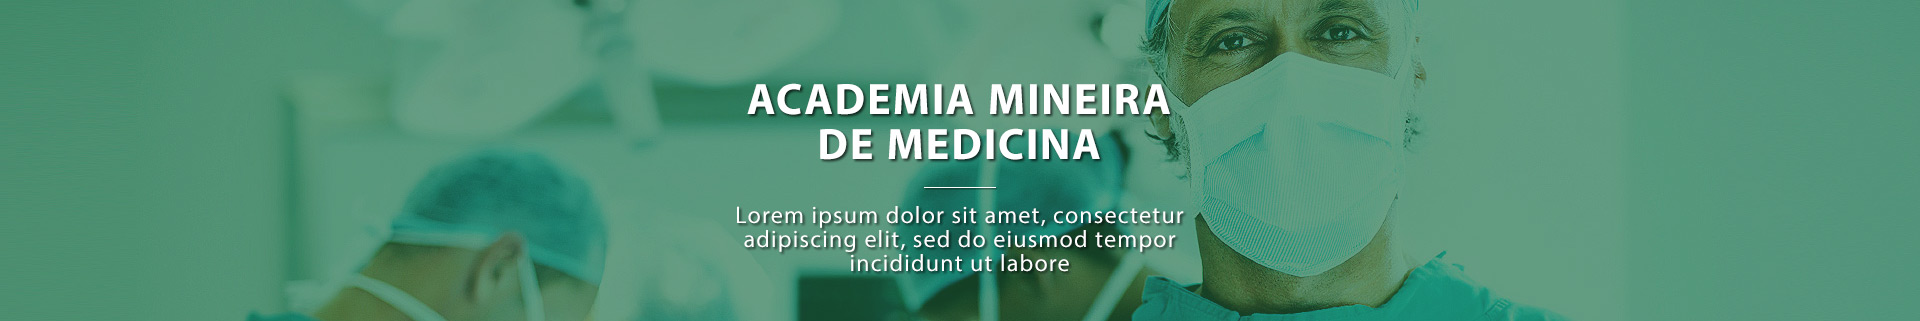 ACADEMIA MINEIRA
DE MEDICINA
Lorem ipsum dolor sit amet, consectetur
adipiscing elit, sed do eiusmod tempor
incididunt ut labore